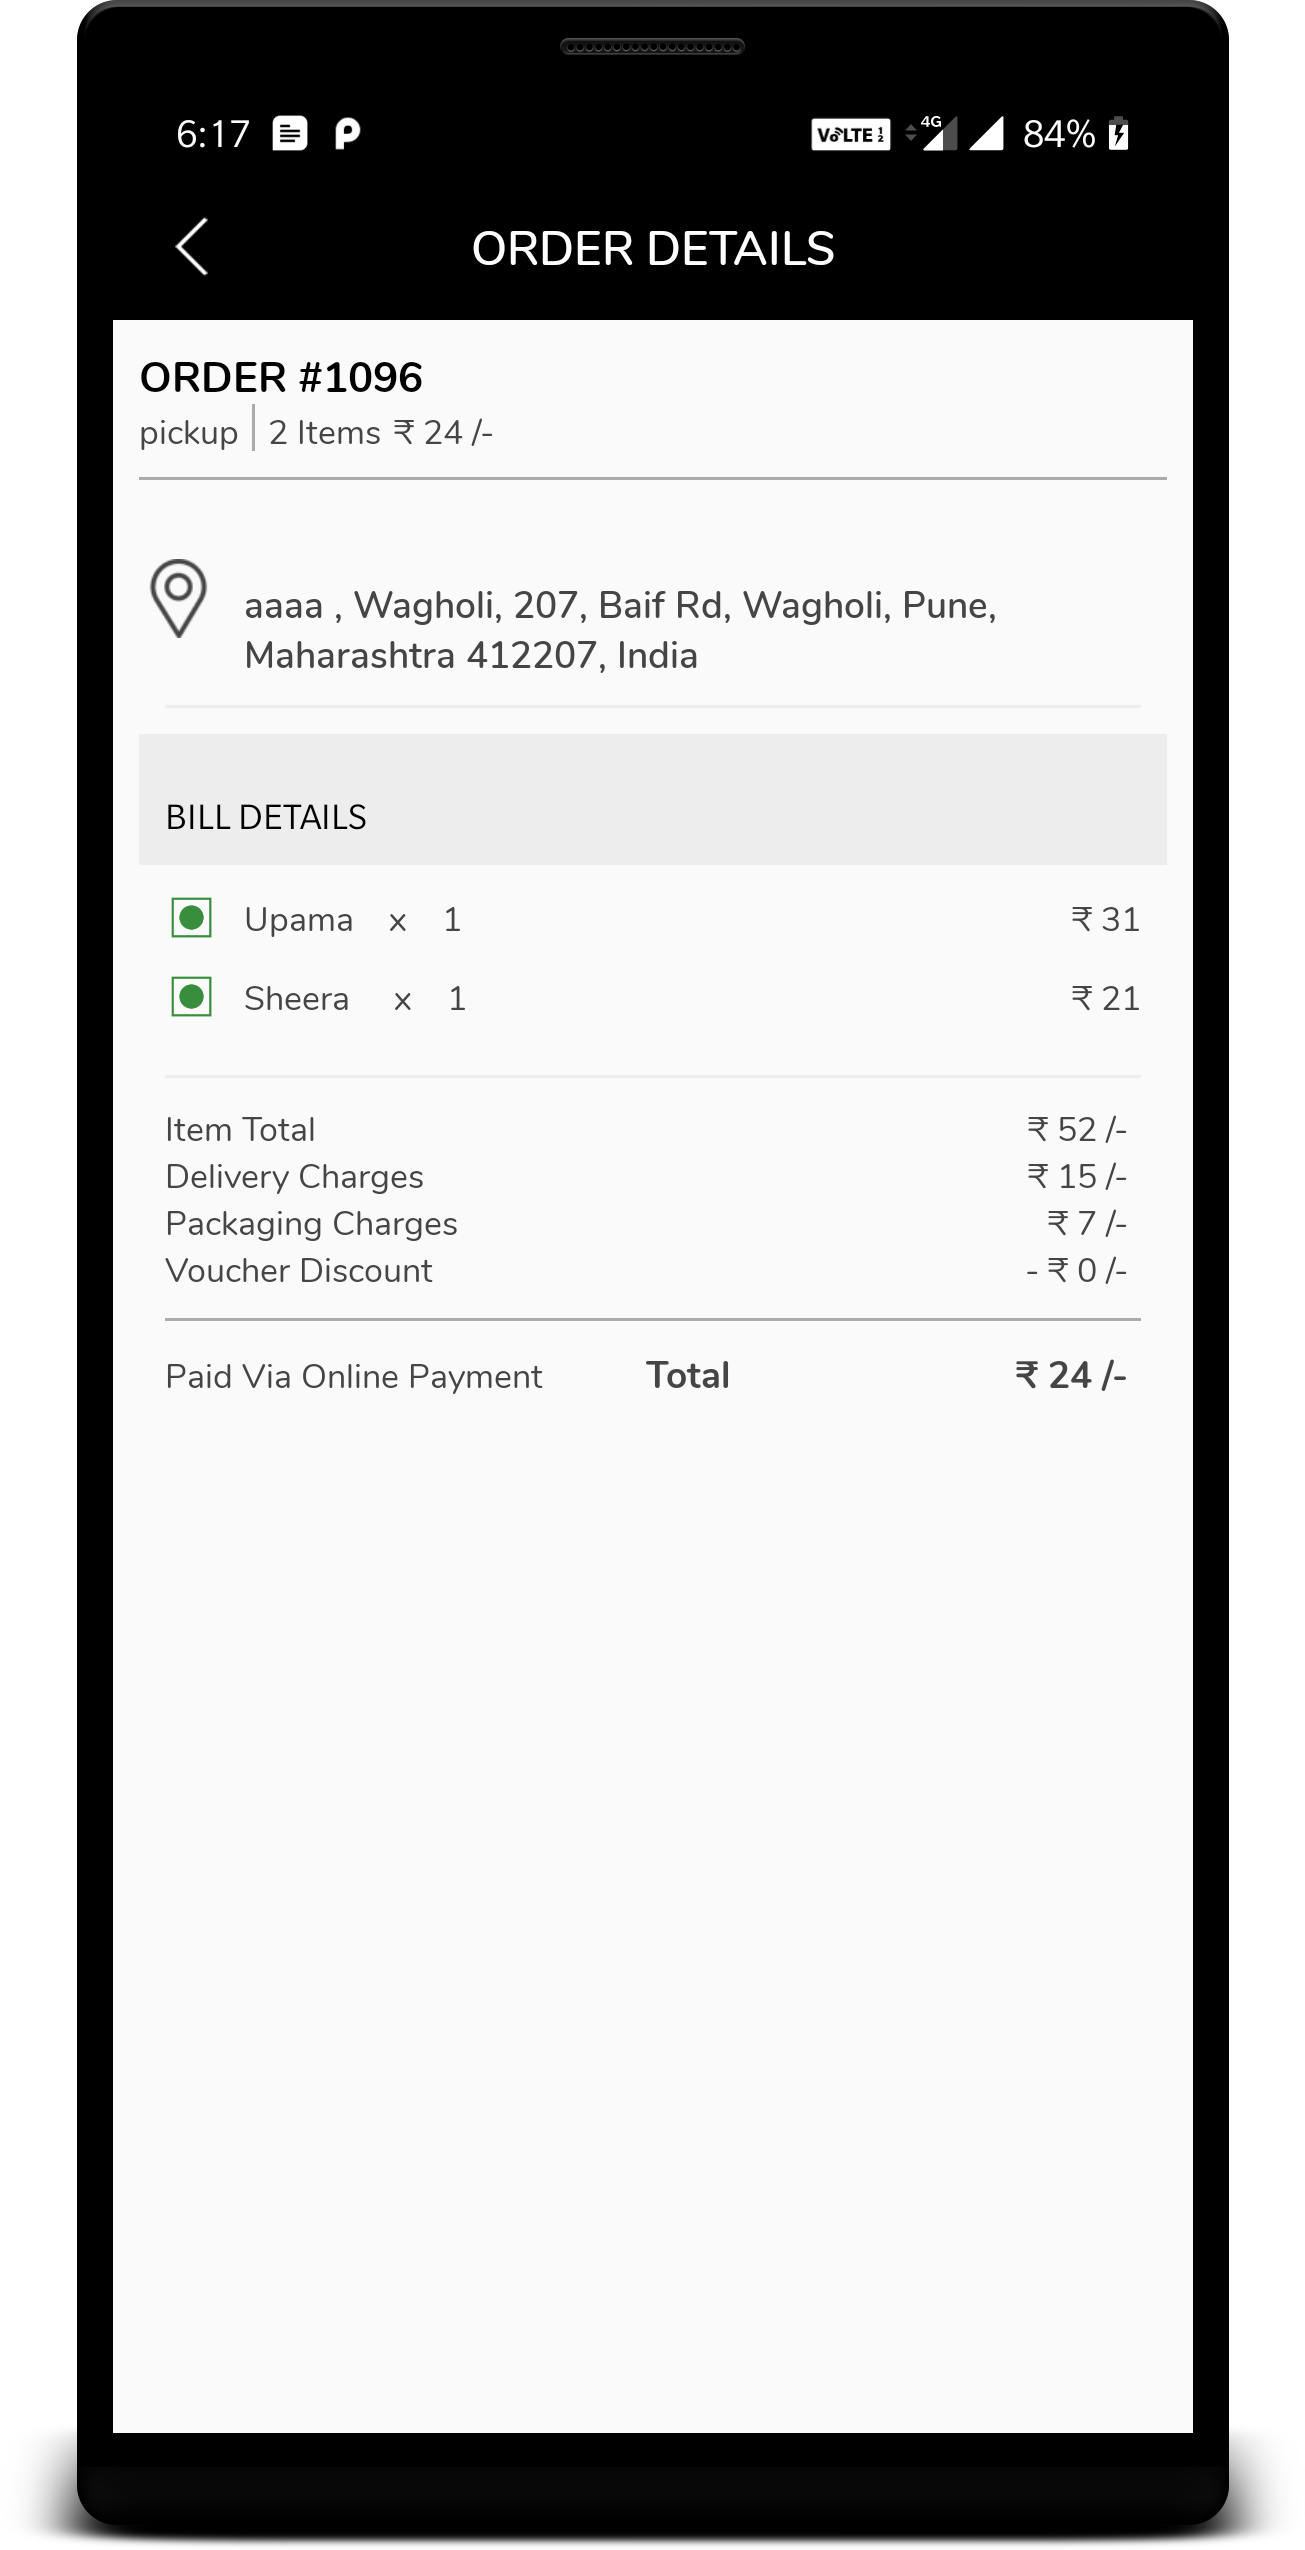 6:17
VoLTE 1 2 4G 84%
ORDER DETAILS
ORDER #1096
pickup 2 Items ₹ 24 /-
aaaa , Wagholi, 207, Baif Rd, Wagholi, Pune,
Maharashtra 412207, India
BILL DETAILS
Upama x 1 ₹ 31
Sheera x 1 ₹ 21
Item Total ₹ 52 /-
Delivery Charges ₹ 15 /-
Packaging Charges ₹ 7 /-
Voucher Discount - ₹ 0 /-
Paid Via Online Payment Total ₹ 24 /-